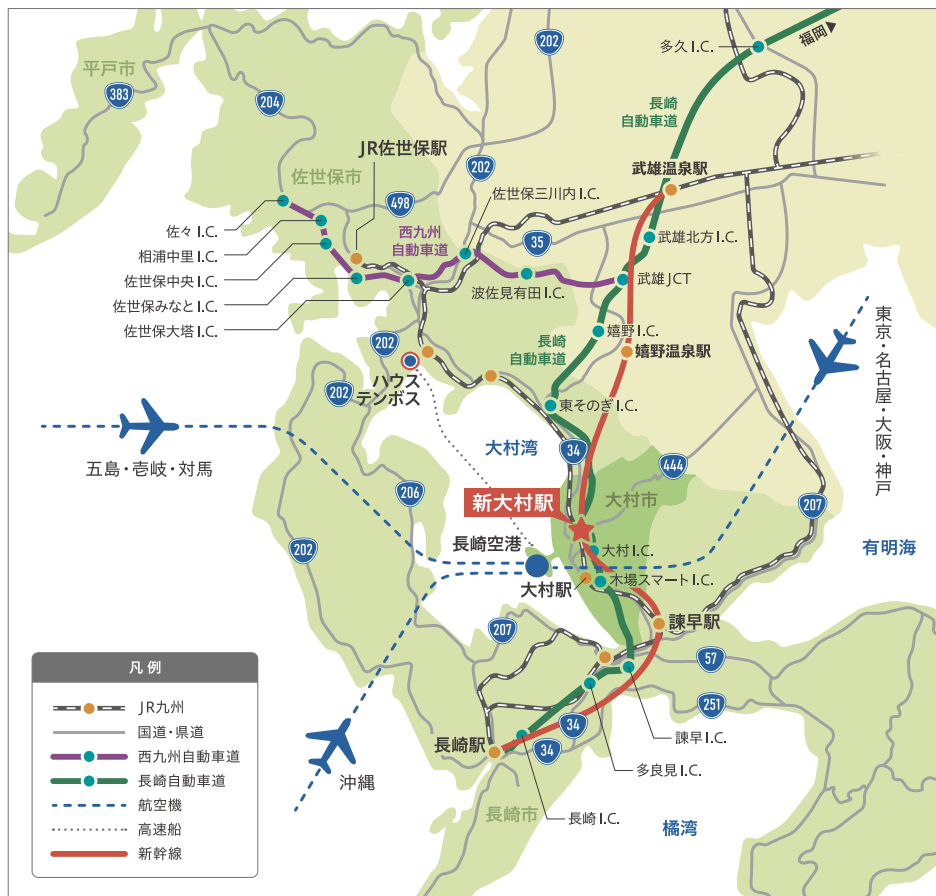 202
多久I.C.
福岡▶
平戸市
383
204
長崎
自動車道
JR佐世保駅
202
武雄温泉駅
佐世保市
佐世保三川内I.C.
498
佐々I.C.
西九州
自動車道
35
武雄北方I.C.
相浦中里I.C.
佐世保中央I.C.
武雄JCT
波佐見有田I.C.
佐世保みなとI.C.
佐世保大塔I.C.
嬉野I.C.
202
長崎
自動車道
嬉野温泉駅
東京・名古屋・大阪・神戸
ハウス
テンボス
202
東そのぎI.C.
大村湾
34
444
五島・壱岐・対馬
206
新大村駅
大村市
207
202
長崎空港
大村I.C.
有明海
大村駅
木場スマートI.C.
207
諫早駅
57
251
凡例
JR九州
国道・県道
西九州自動車道
長崎自動車道
航空機
高速船
新幹線
34
長崎駅
34
諫早I.C.
多良見I.C.
沖縄
長崎市
長崎I.C.
橘湾